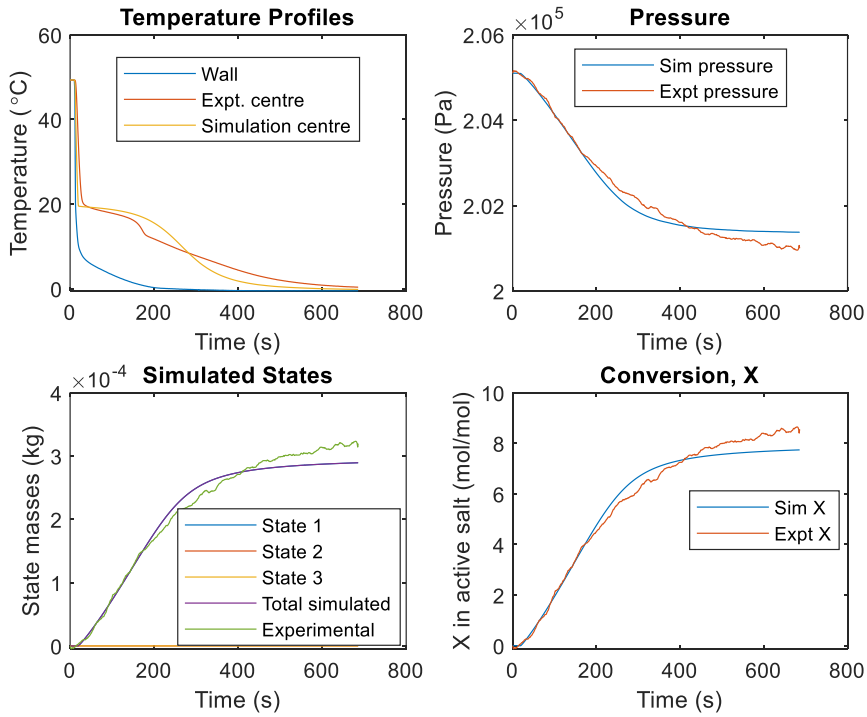 Temperature Profiles
60
40
20
0
0
200
400
600
800
Temperature (°C)
Time (s)
Wall
Expt. centre
Simulation centre
Pressure
×10⁵
2.06
2.04
2.02
2
0
200
400
600
800
Pressure (Pa)
Time (s)
Sim pressure
Expt pressure
Simulated States
×10⁻⁴
4
3
2
1
0
0
200
400
600
800
State masses (kg)
Time (s)
State 1
State 2
State 3
Total simulated
Experimental
Conversion, X
10
8
6
4
2
0
0
200
400
600
800
X in active salt (mol/mol)
Time (s)
Sim X
Expt X